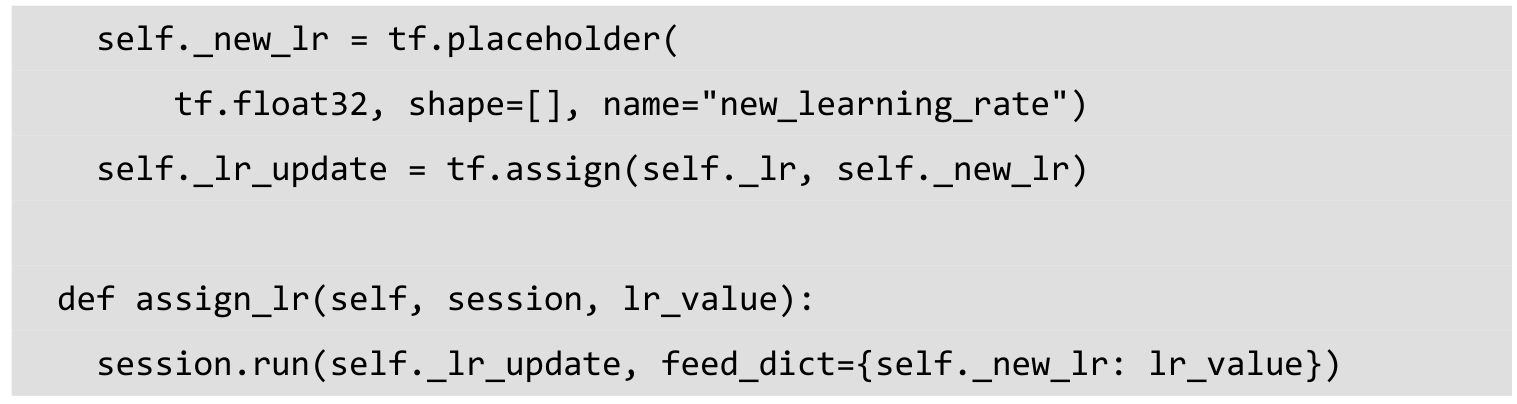 self._new_lr = tf.placeholder(
tf.float32, shape=[], name="new_learning_rate")
self._lr_update = tf.assign(self._lr, self._new_lr)
def assign_lr(self, session, lr_value):
session.run(self._lr_update, feed_dict={self._new_lr: lr_value})